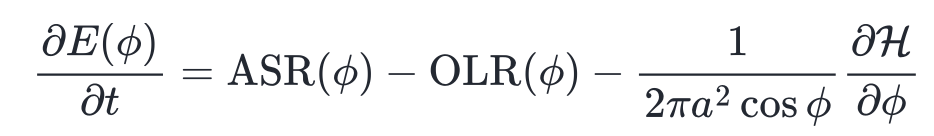 ∂E(ϕ)/∂t = ASR(ϕ) − OLR(ϕ) − 1/(2πa² cos ϕ) ∂ℋ/∂ϕ